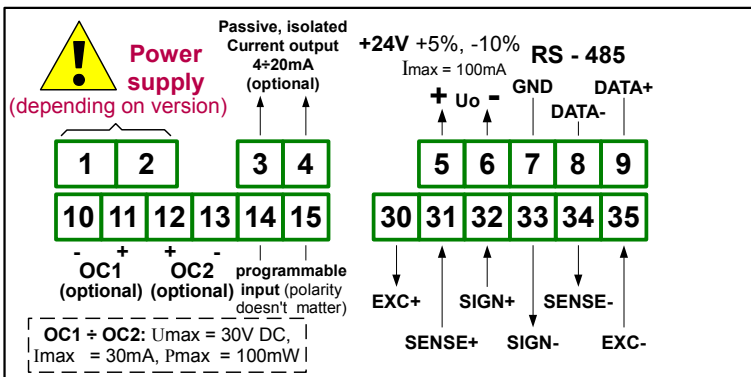 Power
supply
(depending on version)
Passive, isolated
Current output
4÷20mA
(optional)
+24V +5%, -10%
Imax = 100mA
+ Uo -
RS - 485
GND
DATA-
DATA+
1 2 3 4 5 6 7 8 9
10 11 12 13 14 15 30 31 32 33 34 35
- +
OC1
(optional)
+ -
OC2
(optional)
programmable
input (polarity
doesn't matter)
EXC+
SENSE+
SIGN+
SIGN-
SENSE-
EXC-
OC1 ÷ OC2: Umax = 30V DC,
Imax = 30mA, Pmax = 100mW